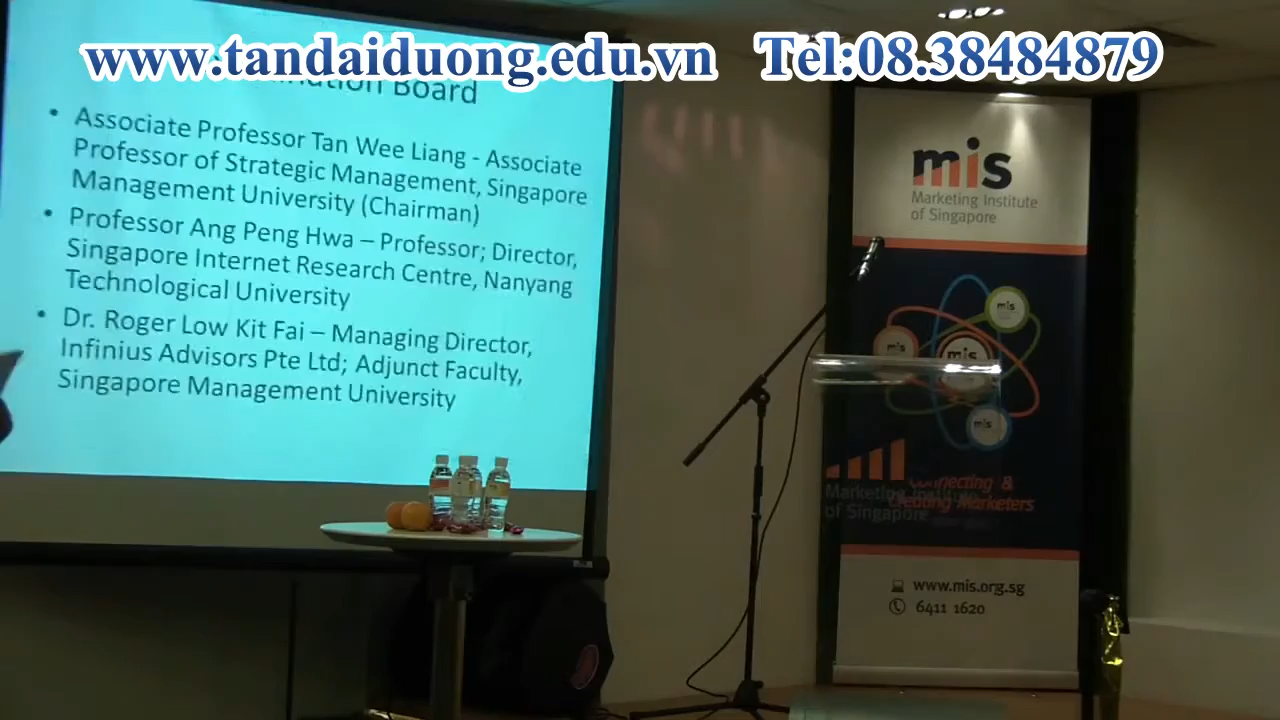 www.tandaiduong.edu.vn Tel:08.38484879
Board
• Associate Professor Tan Wee Liang - Associate
Professor of Strategic Management, Singapore
Management University (Chairman)
• Professor Ang Peng Hwa – Professor; Director,
Singapore Internet Research Centre, Nanyang
Technological University
• Dr. Roger Low Kit Fai – Managing Director,
Infinius Advisors Pte Ltd; Adjunct Faculty,
Singapore Management University
mis
Marketing Institute
of Singapore
mis
mis
mis
mis
Connecting &
Creating Marketers
Marketing Institute
of Singapore
www.mis.org.sg
6411 1620